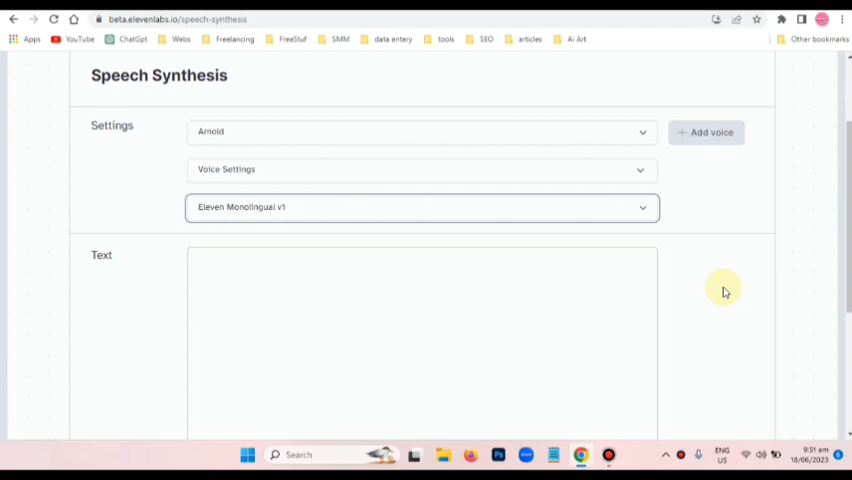 beta.elevenlabs.io/speech-synthesis
Apps YouTube ChatGpt Webs Freelancing FreeStuf SMM data entery tools SEO articles Ai Art Other bookmarks
Speech Synthesis
Settings
Arnold
+ Add voice
Voice Settings
Eleven Monolingual v1
Text
Search
Ps
ENG
US
9:51 am
18/06/2023
6